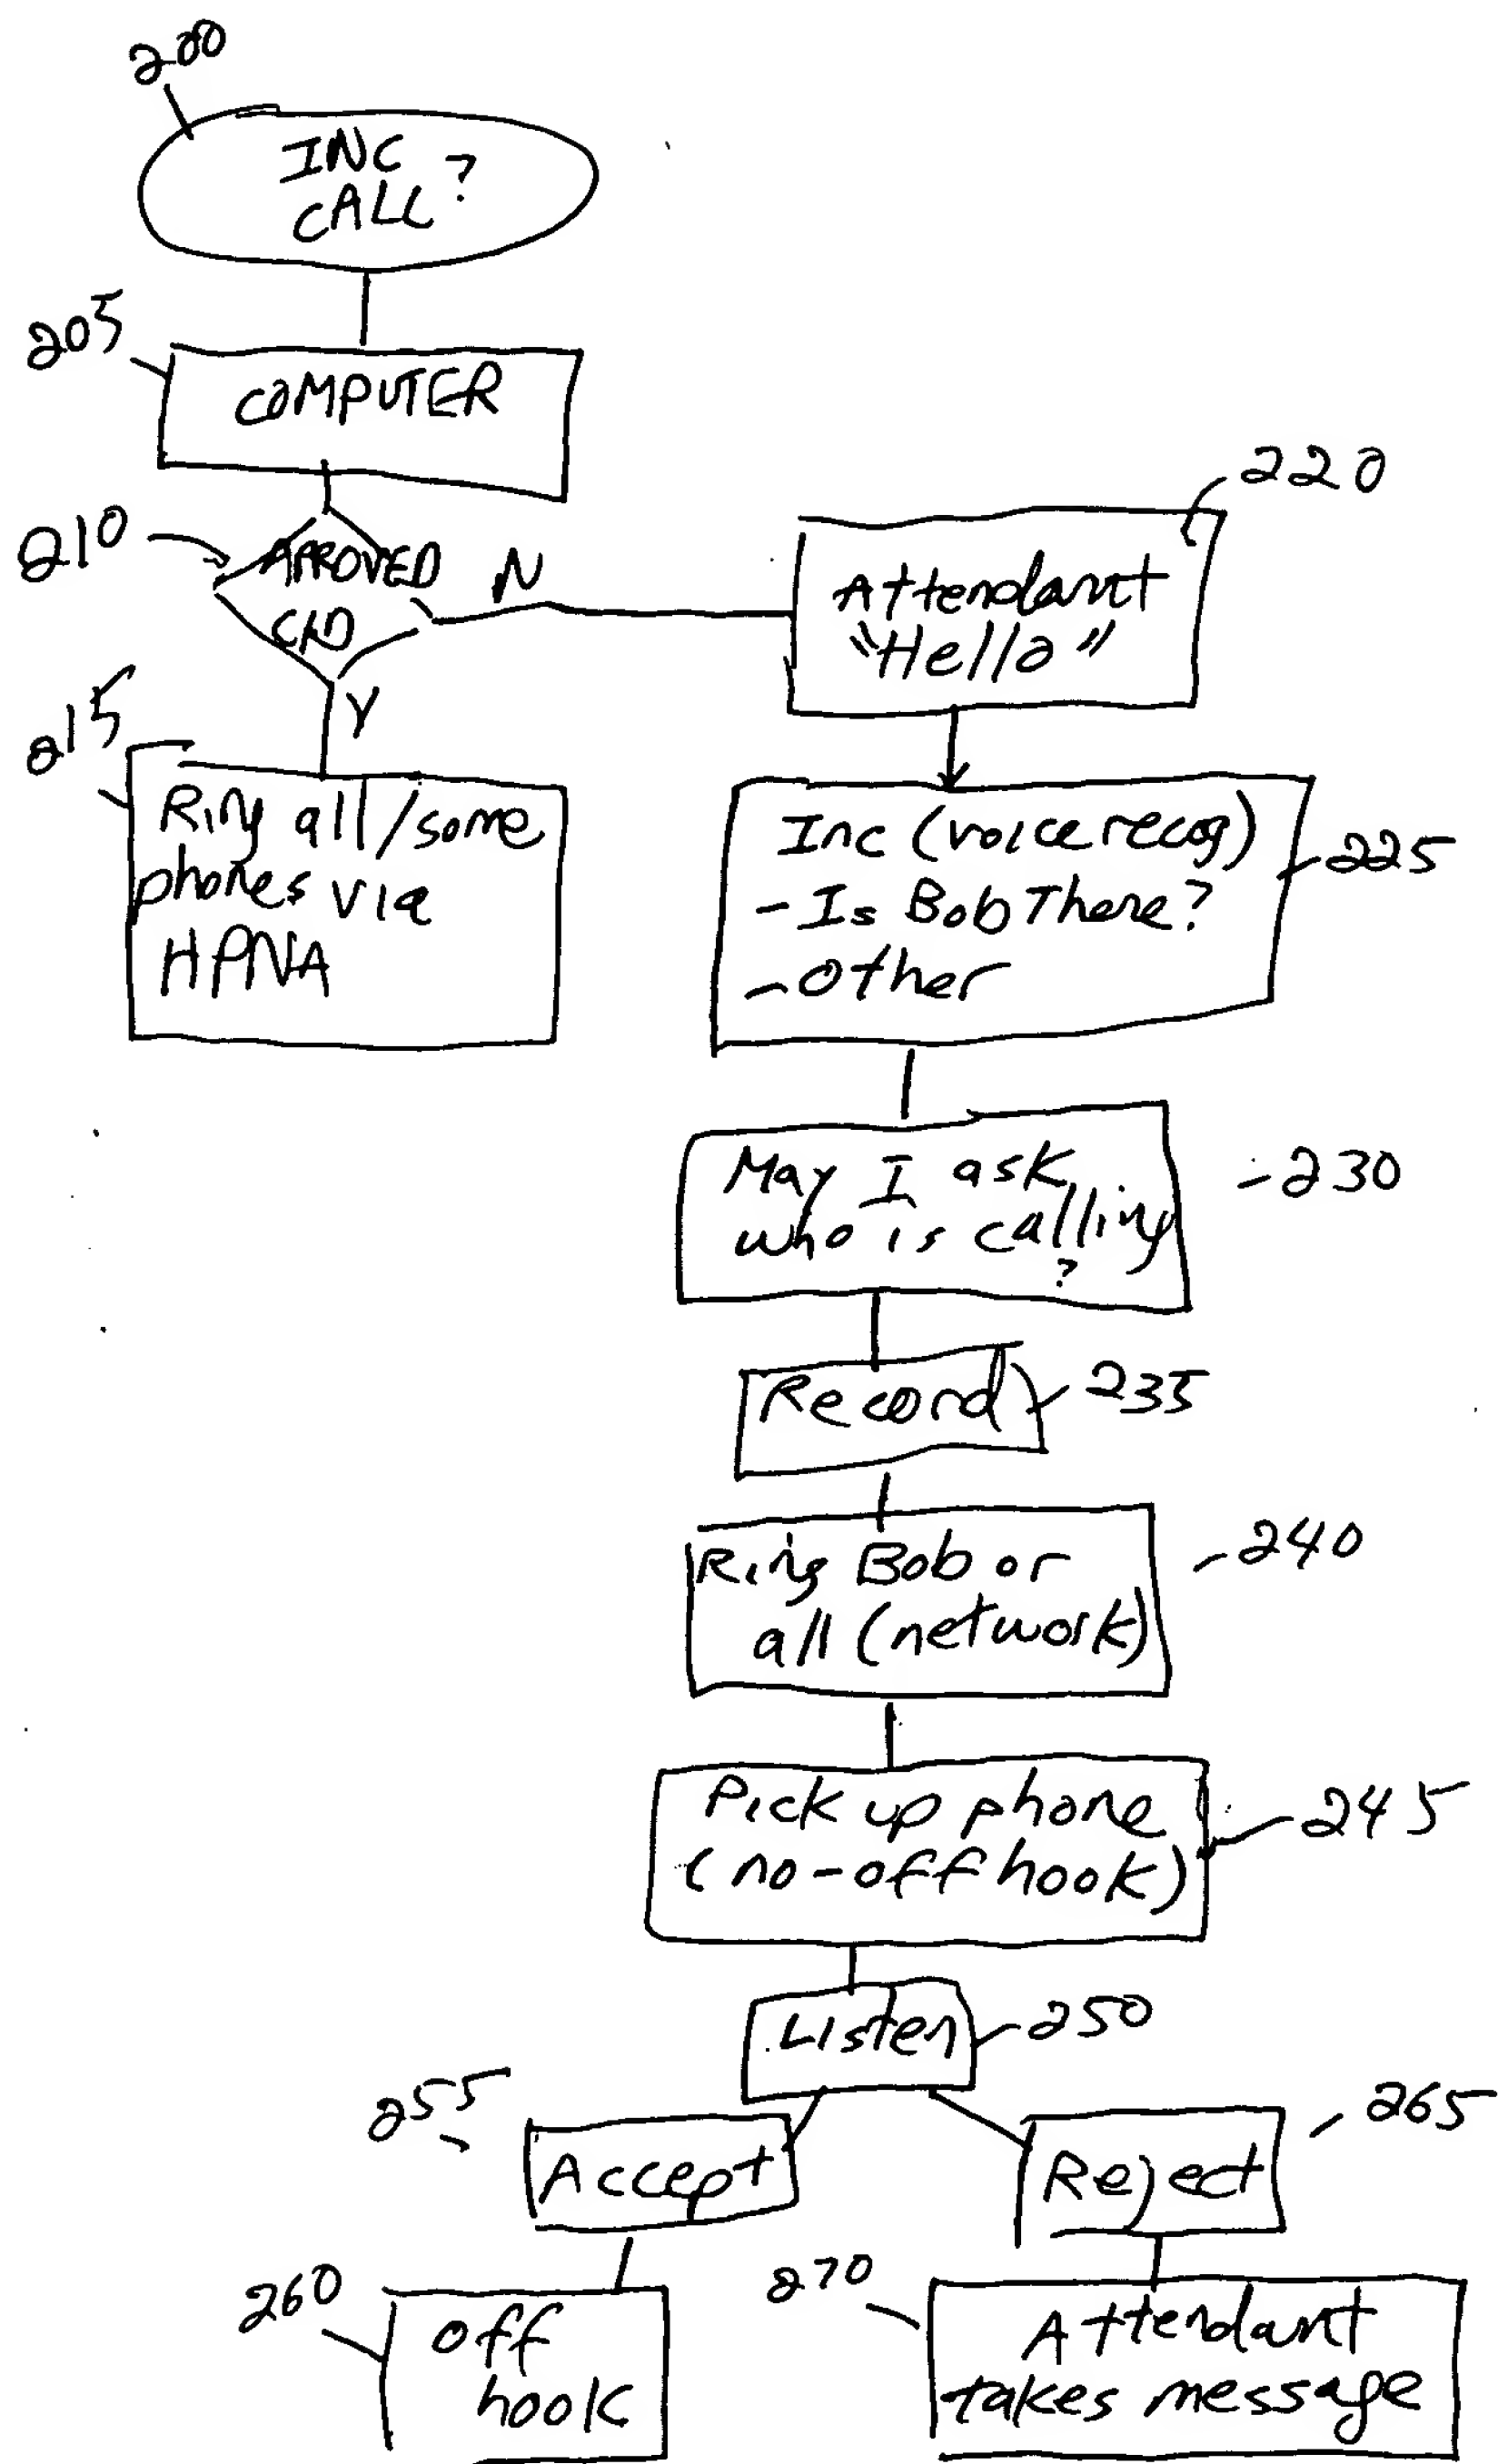 200
INC
CALL?
205
COMPUTER
210
APROVED
CID
N
Y
215
Ring all/some
phones via
HPNA
220
Attendant
"Hello"
Inc (voice recog)
- Is Bob There?
- Other
225
May I ask
who is calling
?
230
Record
235
Ring Bob or
all (network)
240
Pick up phone
(no-off hook)
245
Listen
250
255
Accept
265
Reject
260
off
hook
270
Attendant
takes message